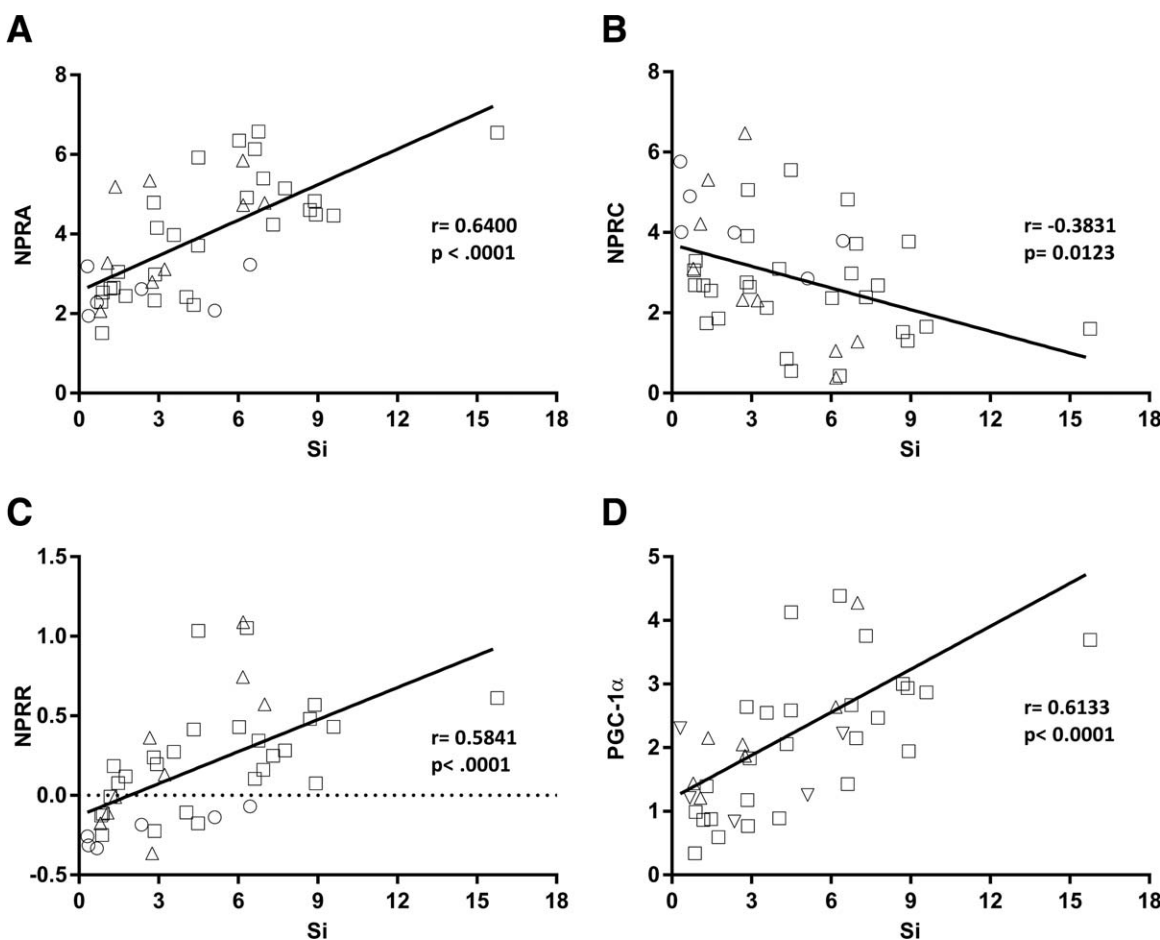 A
8
6
4
2
0
NPRA
0 3 6 9 12 15 18
Si
r= 0.6400
p < .0001
B
8
6
4
2
0
NPRC
0 3 6 9 12 15 18
Si
r= -0.3831
p= 0.0123
C
1.5
1.0
0.5
0.0
-0.5
NPRR
0 3 6 9 12 15 18
Si
r= 0.5841
p< .0001
D
5
4
3
2
1
0
PGC-1α
0 3 6 9 12 15 18
Si
r= 0.6133
p< 0.0001